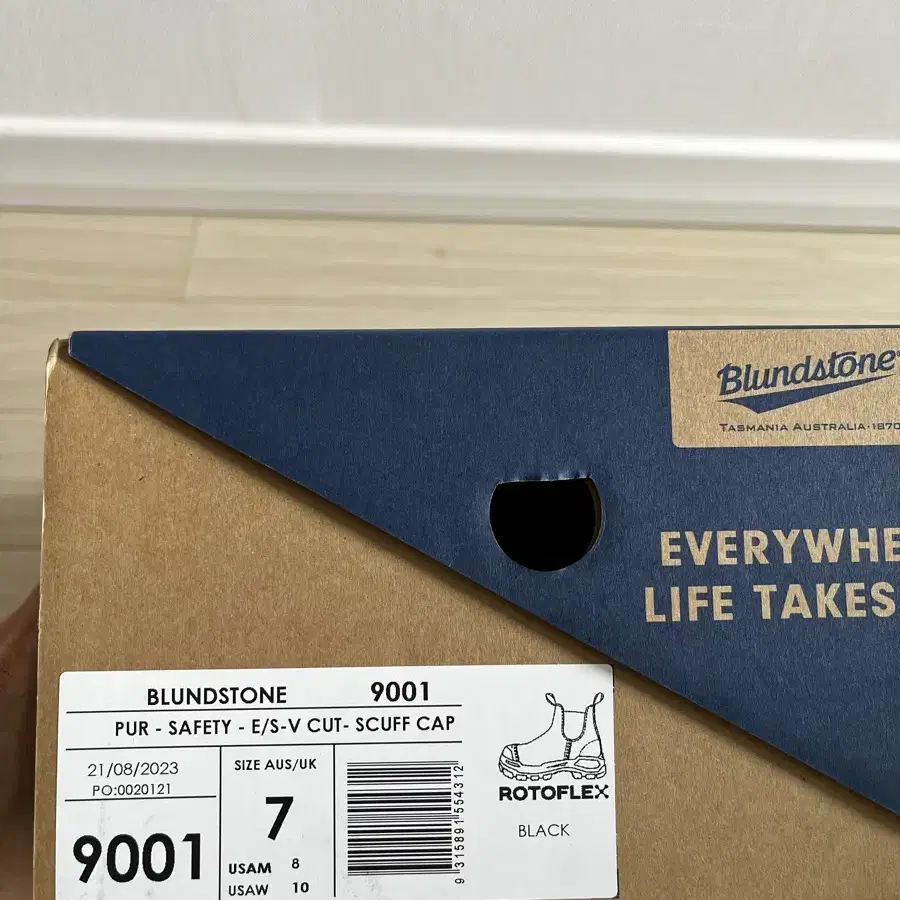 Blundstone
TASMANIA AUSTRALIA·1870
EVERYWHE
LIFE TAKES
BLUNDSTONE 9001
PUR - SAFETY - E/S-V CUT- SCUFF CAP
21/08/2023
PO:0020121
9001
SIZE AUS/UK
7
USAM 8
USAW 10
9 315891 554312
ROTOFLEX
BLACK